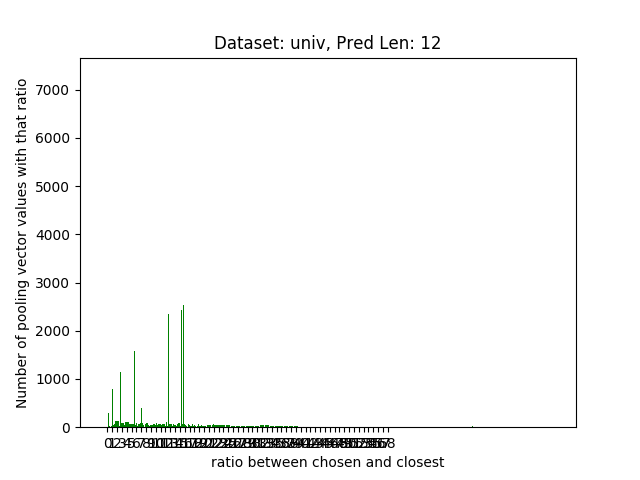 Dataset: univ, Pred Len: 12
Number of pooling vector values with that ratio
7000
6000
5000
4000
3000
2000
1000
0
ratio between chosen and closest